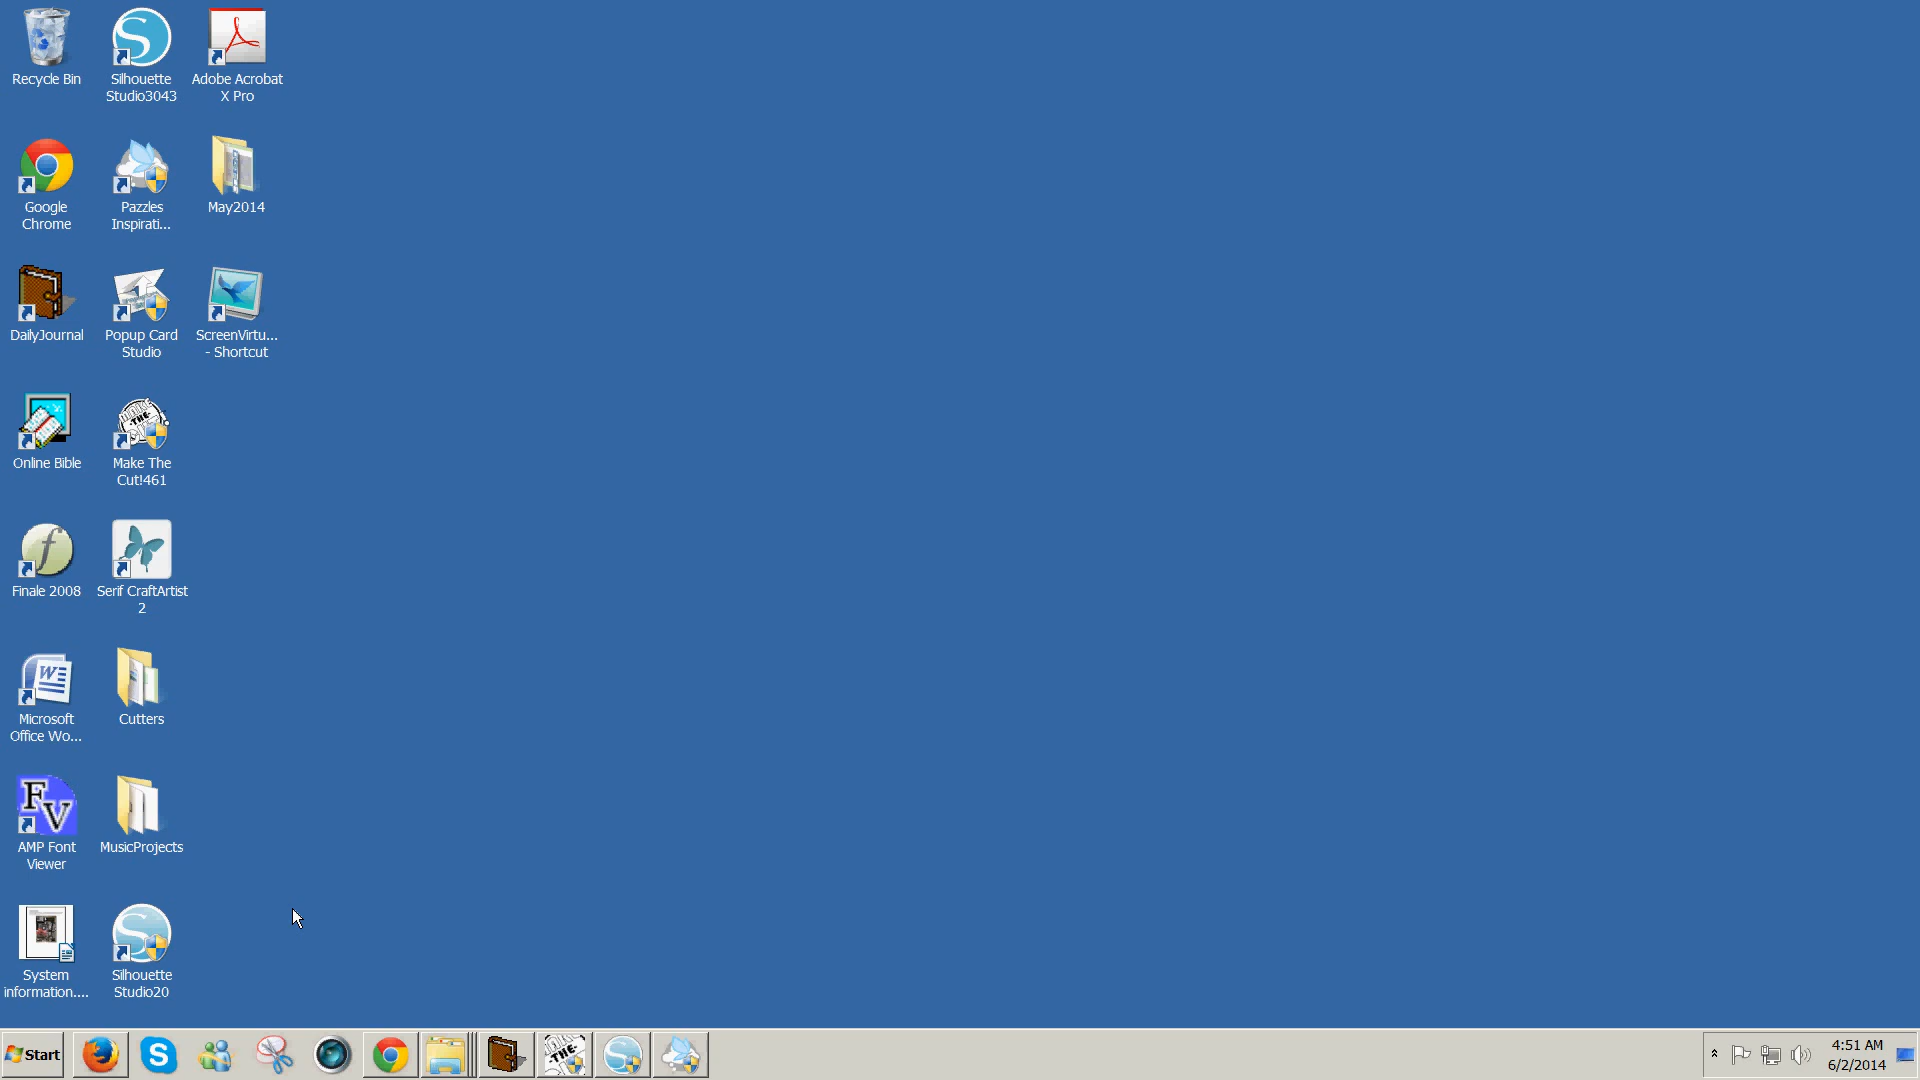 Recycle Bin
Silhouette
Studio3043
Adobe Acrobat
X Pro
Google
Chrome
Pazzles
Inspirati...
May2014
DailyJournal
Popup Card
Studio
ScreenVirtu...
- Shortcut
Online Bible
Make The
Cut!461
Finale 2008
Serif CraftArtist
2
Microsoft
Office Wo...
Cutters
AMP Font
Viewer
MusicProjects
System
information....
Silhouette
Studio20
Start
4:51 AM
6/2/2014